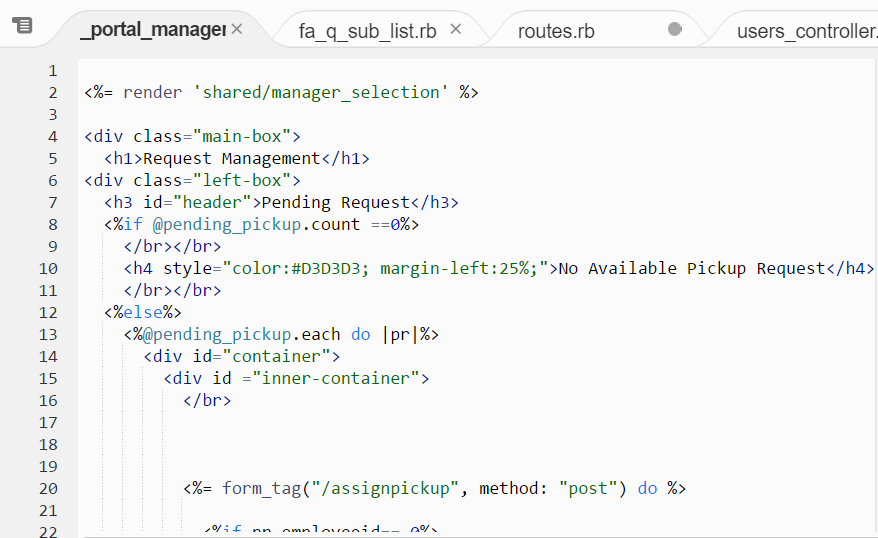 _portal_manager × fa_q_sub_list.rb × routes.rb users_controller.
1
2 <%= render 'shared/manager_selection' %>
3
4 <div class="main-box">
5 <h1>Request Management</h1>
6 <div class="left-box">
7 <h3 id="header">Pending Request</h3>
8 <%if @pending_pickup.count ==0%>
9 </br></br>
10 <h4 style="color:#D3D3D3; margin-left:25%;">No Available Pickup Request</h4>
11 </br></br>
12 <%else%>
13 <%@pending_pickup.each do |pr|%>
14 <div id="container">
15 <div id ="inner-container">
16 </br>
17
18
19
20 <%= form_tag("/assignpickup", method: "post") do %>
21
22 <%if